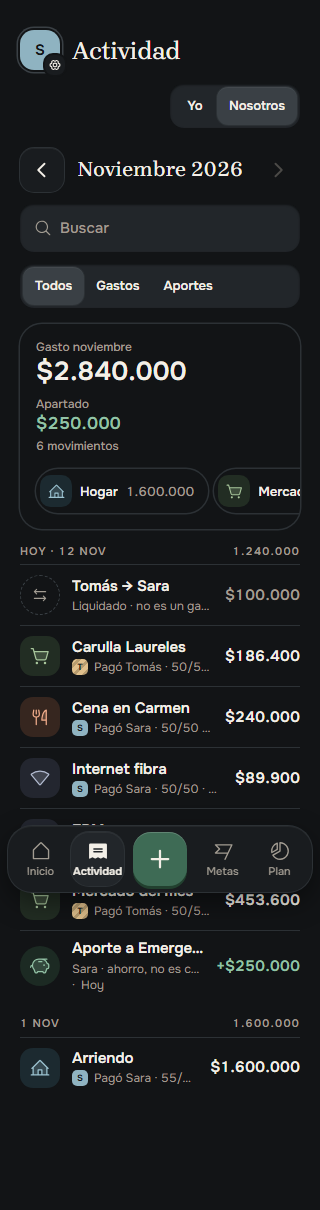 S
Actividad
Yo
Nosotros
Noviembre 2026
Buscar
Todos
Gastos
Aportes
Gasto noviembre
$2.840.000
Apartado
$250.000
6 movimientos
Hogar 1.600.000
Mercac
HOY · 12 NOV 1.240.000
Tomás → Sara
$100.000
Liquidado · no es un ga...
Carulla Laureles
$186.400
Pagó Tomás · 50/5...
Cena en Carmen
$240.000
S Pagó Sara · 50/50 ...
Internet fibra
$89.900
S Pagó Sara · 50/50 · ...
Inicio
Actividad
Metas
Plan
Mercado del mes
$453.600
Pagó Tomás · 50/5...
Aporte a Emerge...
+$250.000
Sara · ahorro, no es c...
· Hoy
1 NOV 1.600.000
Arriendo
$1.600.000
S Pagó Sara · 55/...